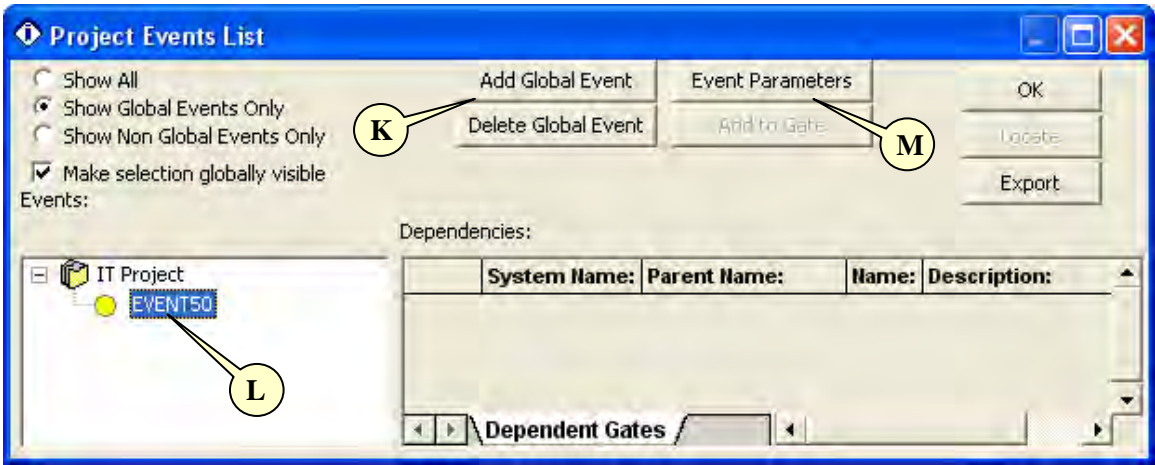 Project Events List
Show All
Show Global Events Only
Show Non Global Events Only
Make selection globally visible
Add Global Event
Event Parameters
OK
K
Delete Global Event
Add to Gate
M
Locate
Export
Events:
Dependencies:
IT Project
EVENT50
L
System Name: Parent Name: Name: Description:
Dependent Gates